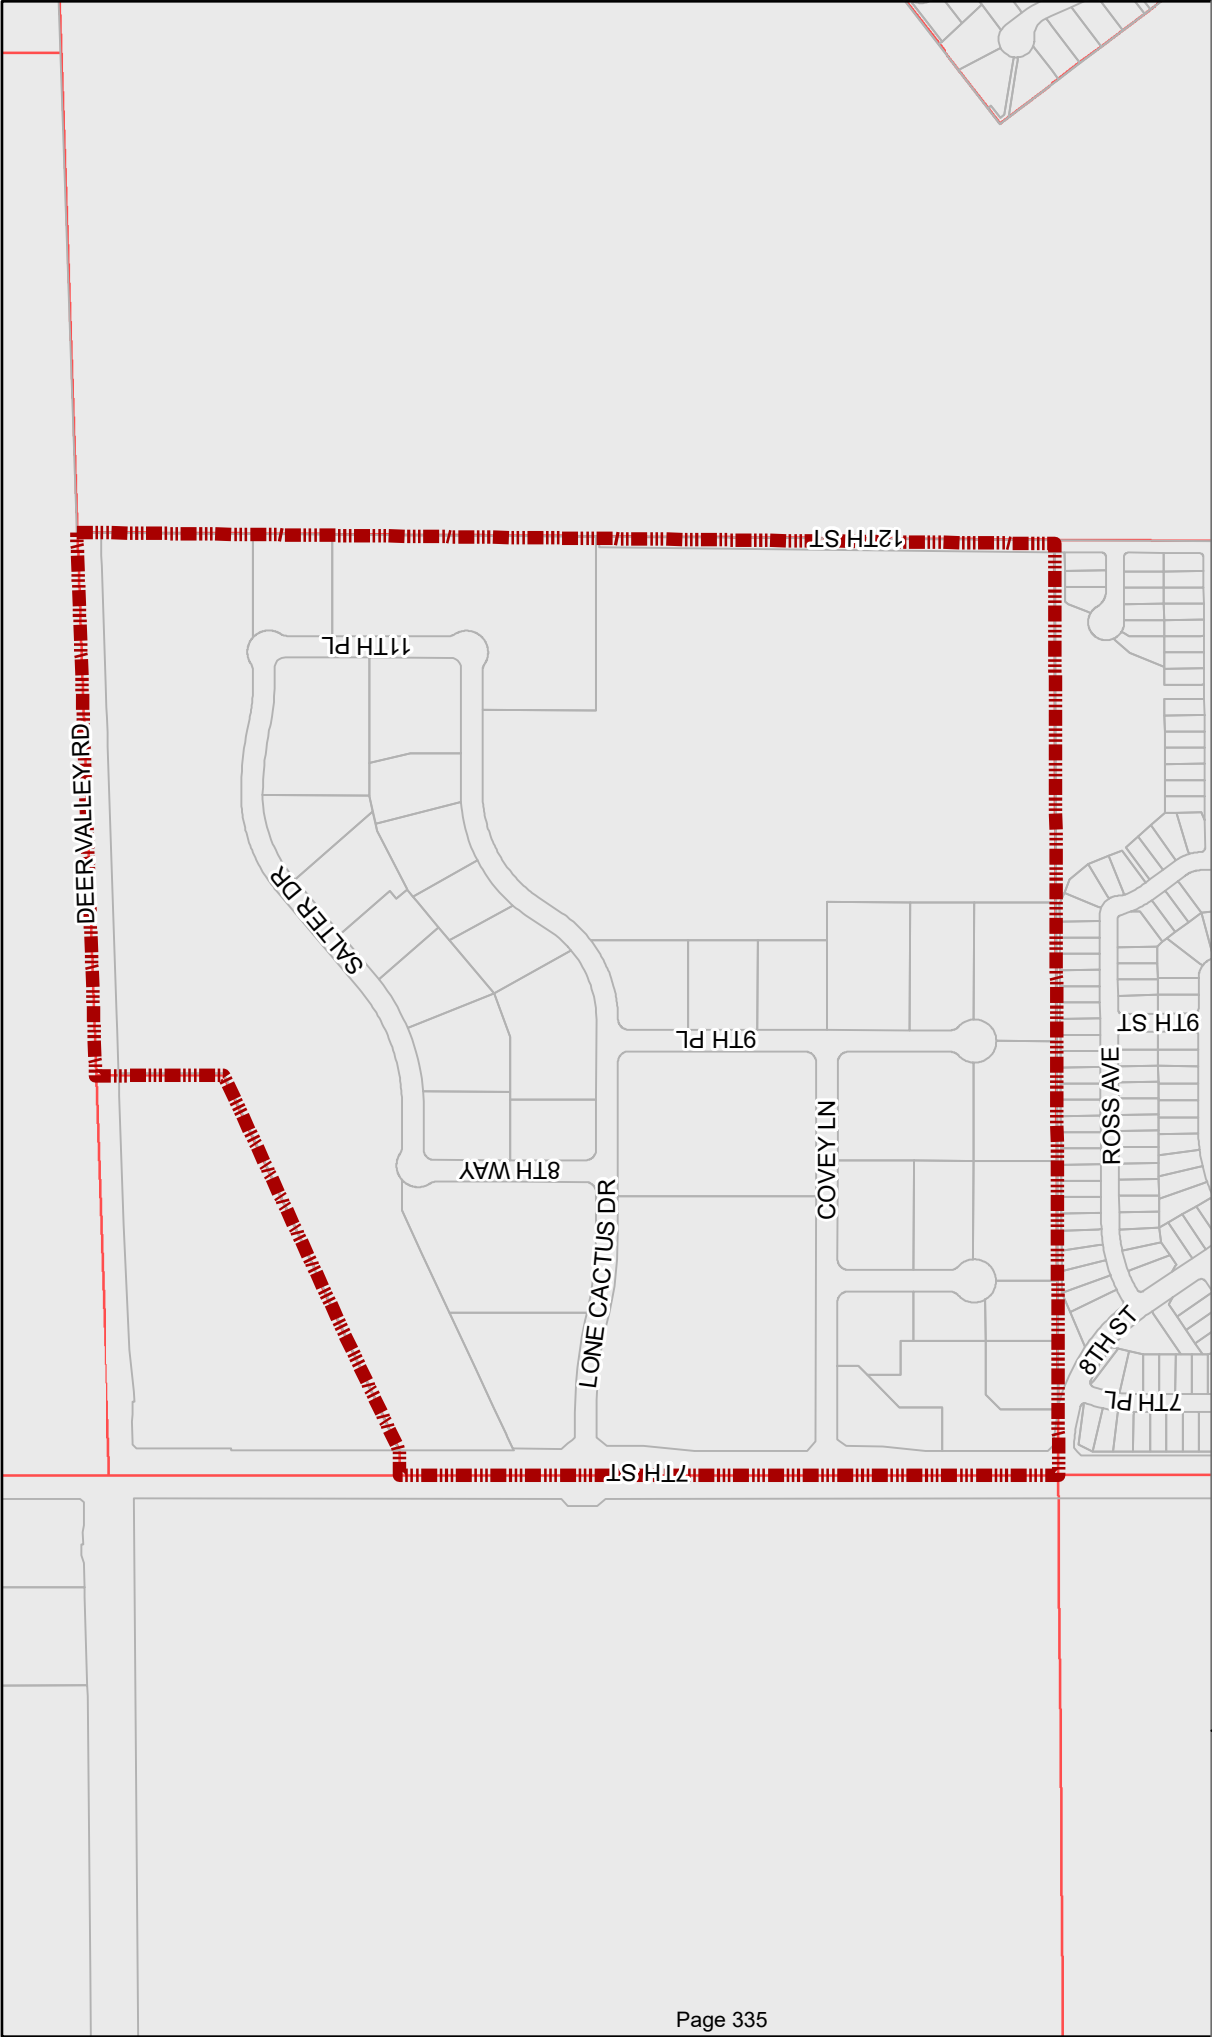 12TH ST
11TH PL
DEER VALLEY RD
SALTER DR
9TH PL
9TH ST
ROSS AVE
COVEY LN
8TH WAY
LONE CACTUS DR
8TH ST
7TH PL
7TH ST
Page 335